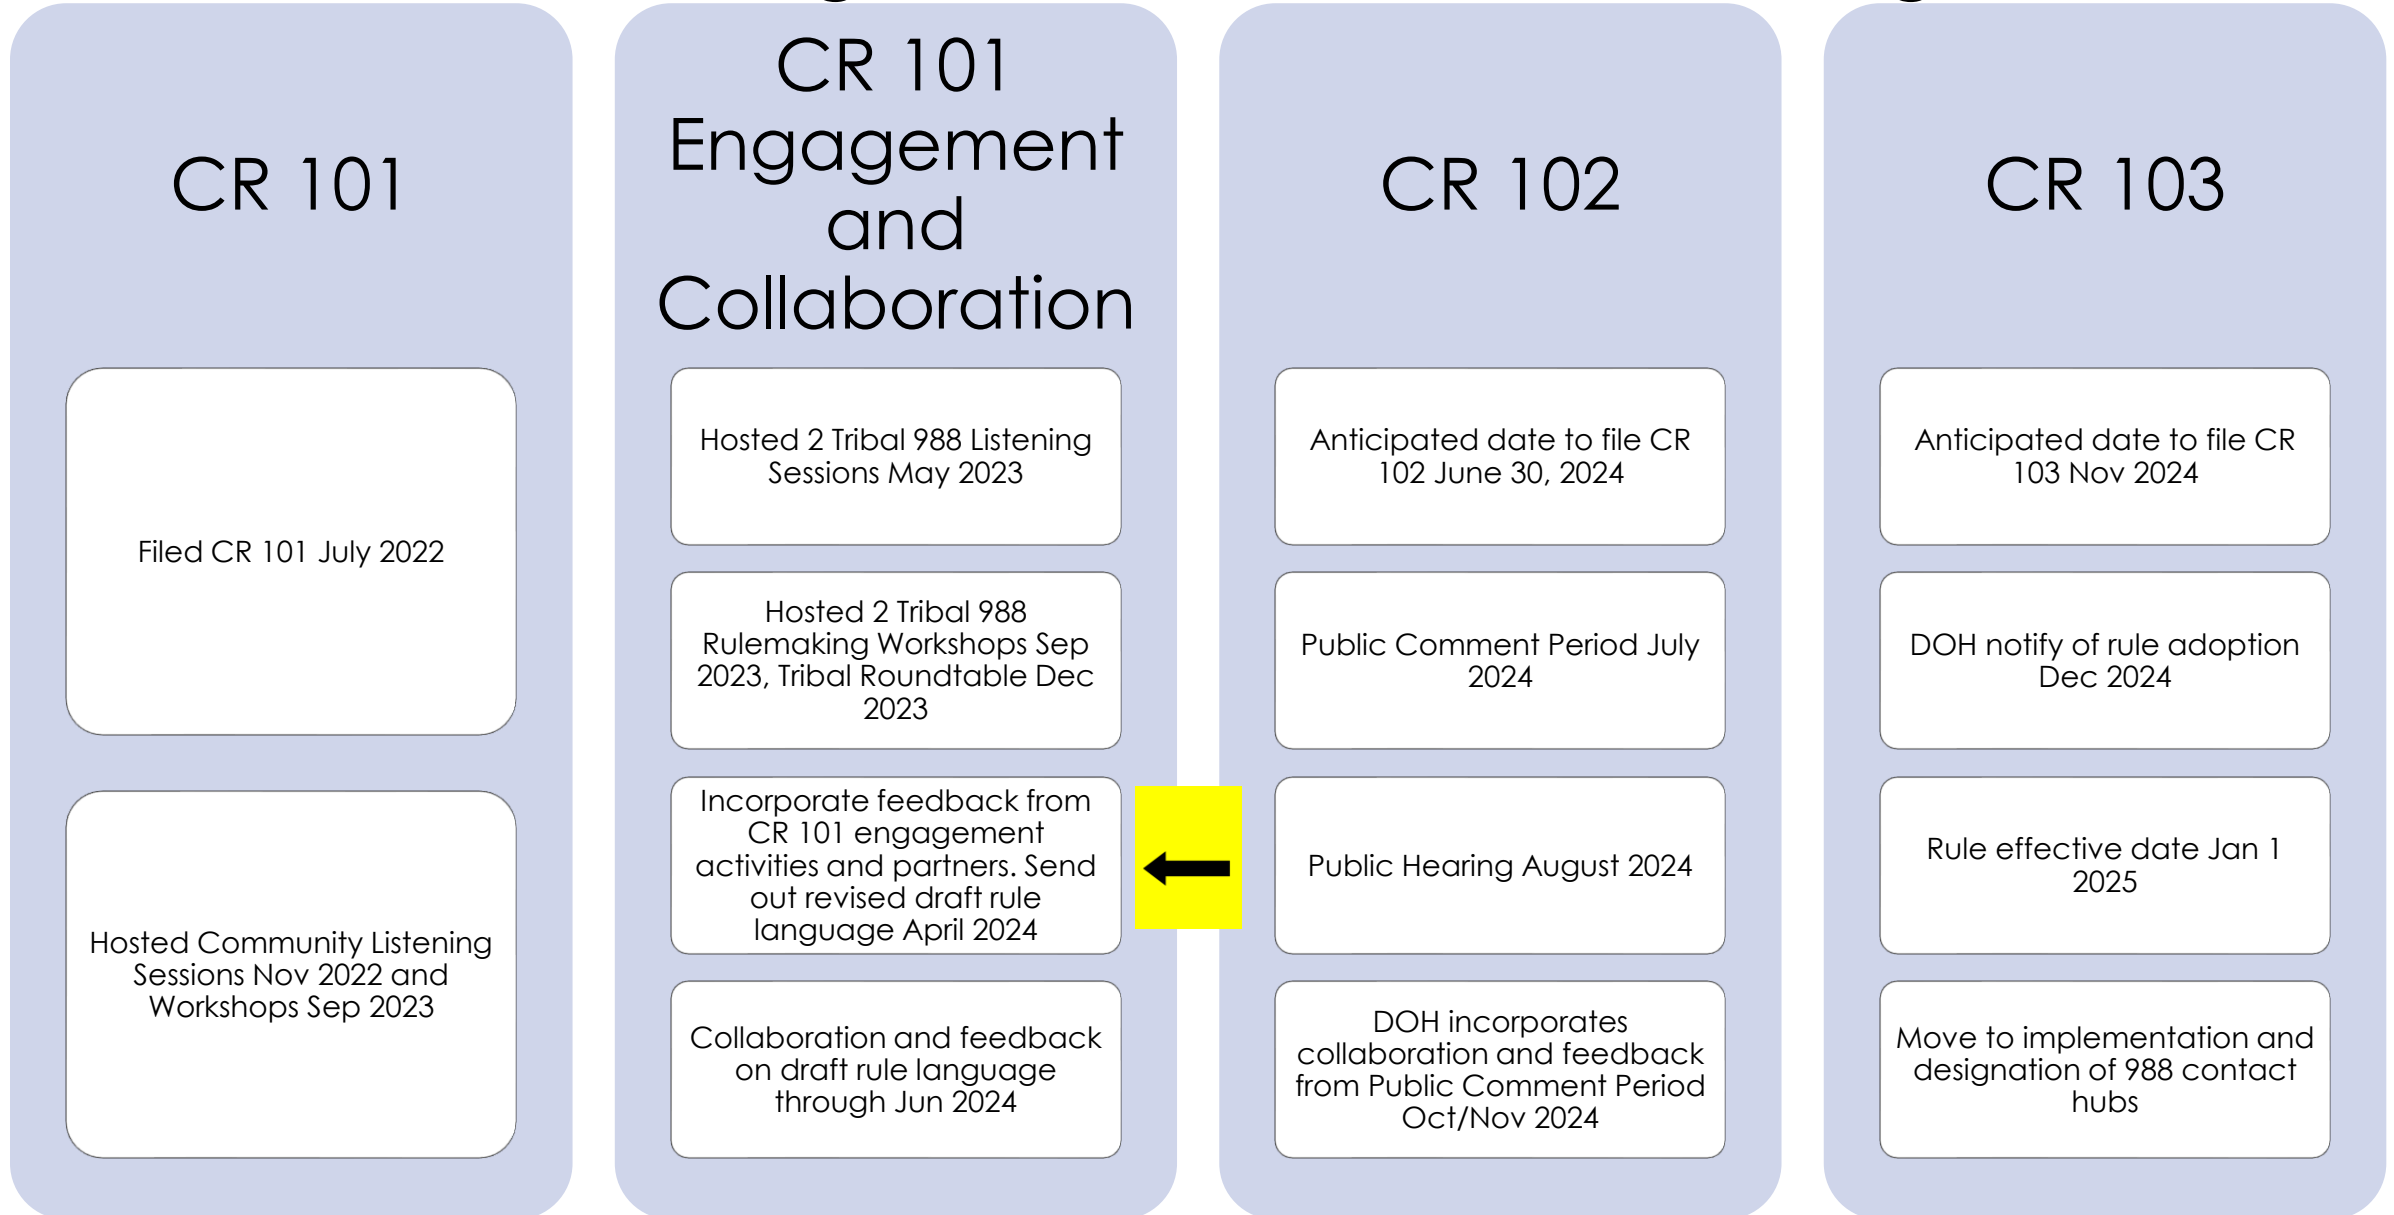 CR 101
Filed CR 101 July 2022
Hosted Community Listening
Sessions Nov 2022 and
Workshops Sep 2023
CR 101
Engagement
and
Collaboration
Hosted 2 Tribal 988 Listening
Sessions May 2023
Hosted 2 Tribal 988
Rulemaking Workshops Sep
2023, Tribal Roundtable Dec
2023
Incorporate feedback from
CR 101 engagement
activities and partners. Send
out revised draft rule
language April 2024
Collaboration and feedback
on draft rule language
through Jun 2024
CR 102
Anticipated date to file CR
102 June 30, 2024
Public Comment Period July
2024
Public Hearing August 2024
DOH incorporates
collaboration and feedback
from Public Comment Period
Oct/Nov 2024
CR 103
Anticipated date to file CR
103 Nov 2024
DOH notify of rule adoption
Dec 2024
Rule effective date Jan 1
2025
Move to implementation and
designation of 988 contact
hubs